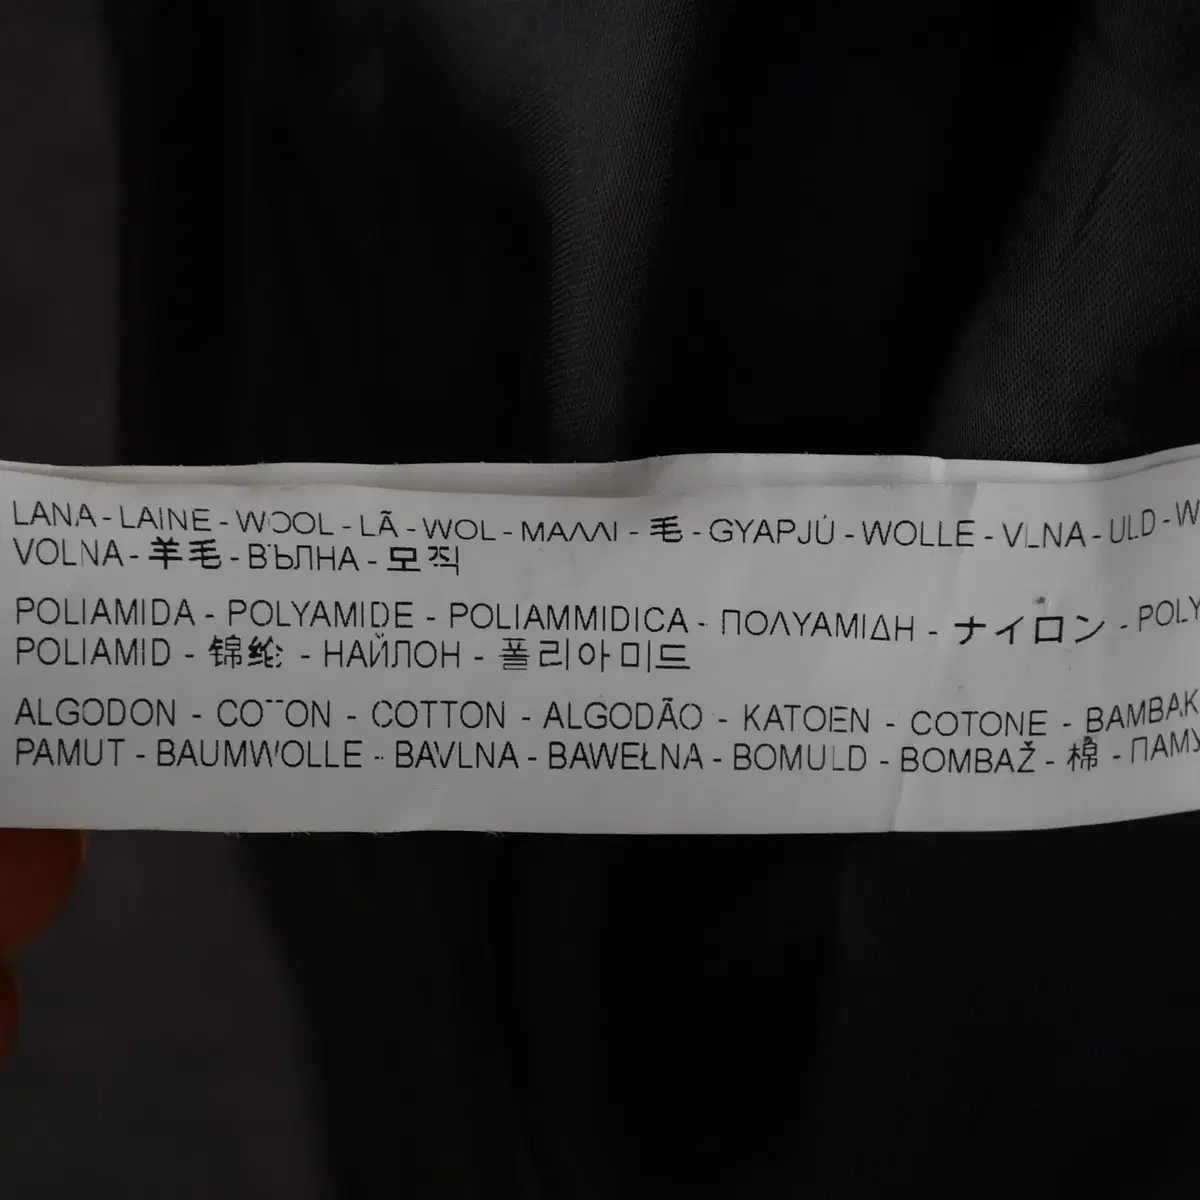 LANA - LAINE - WOOL - LÃ - WOL - ΜΑΛΛΙ - 毛 - GYAPJÚ - WOLLE - VLNA - ULD - W
VOLNA - 羊毛 - ВЪЛНА - 모직
POLIAMIDA - POLYAMIDE - POLIAMMIDICA - ΠΟΛΥΑΜΙΔΗ - ナイロン - POLY
POLIAMID - 锦纶 - НАЙЛОН - 폴리아미드
ALGODON - COTON - COTTON - ALGODÃO - KATOEN - COTONE - BAMBAK
PAMUT - BAUMWOLLE - BAVLNA - BAWEŁNA - BOMULD - BOMBAŽ - 棉 - ПАМУ